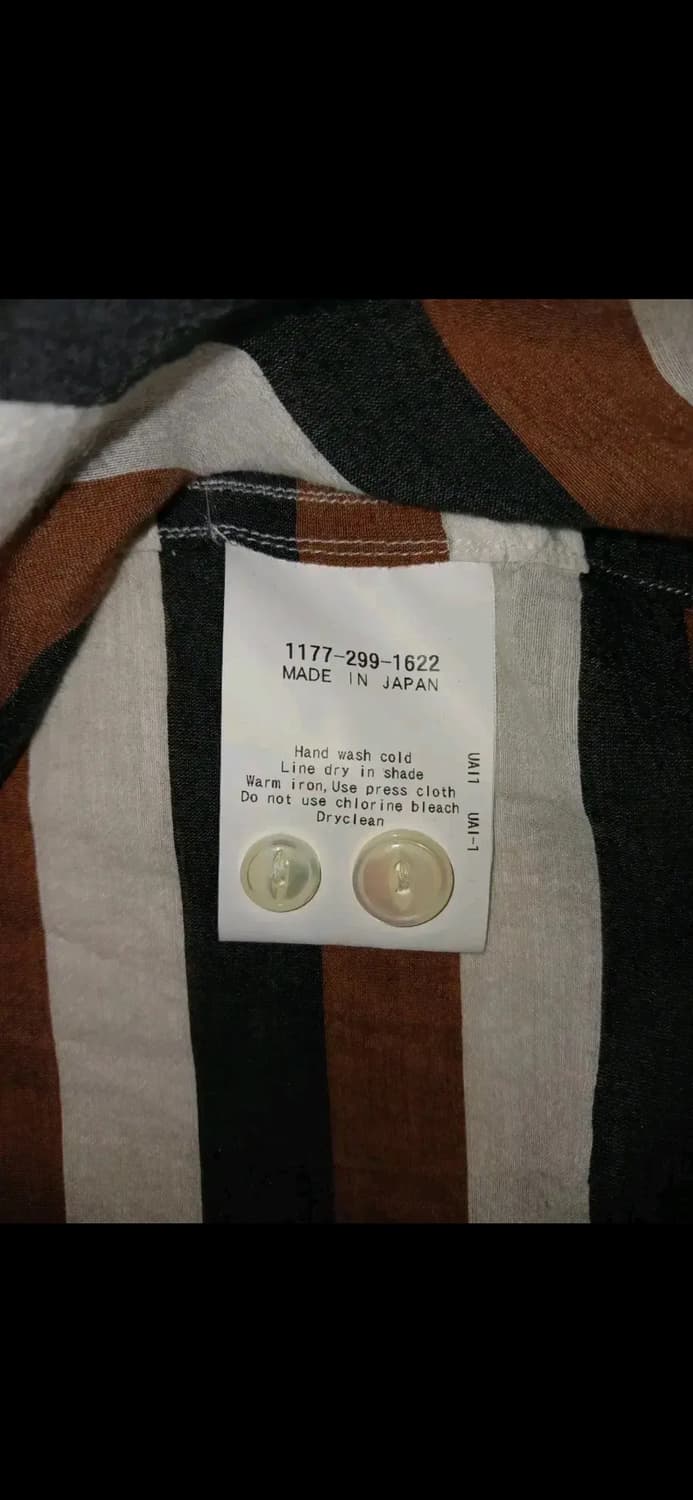 1177-299-1622
MADE IN JAPAN
Hand wash cold
Line dry in shade
Warm iron,Use press cloth
Do not use chlorine bleach
Dryclean
UAI1 UAI-1